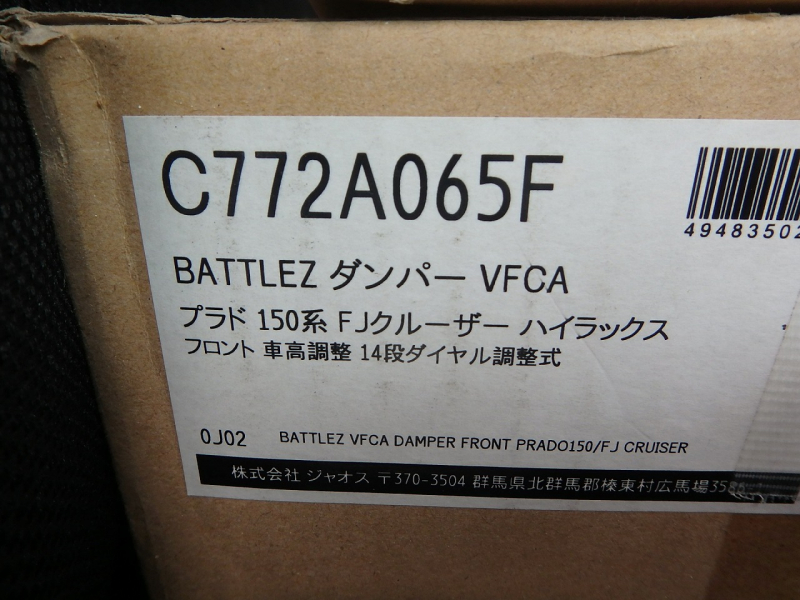 C772A065F
49483502
BATTLEZ ダンパー VFCA
プラド 150系 FJクルーザー ハイラックス
フロント 車高調整 14段ダイヤル調整式
0J02 BATTLEZ VFCA DAMPER FRONT PRADO150/FJ CRUISER
株式会社 ジャオス 〒370-3504 群馬県北群馬郡榛東村広馬場35